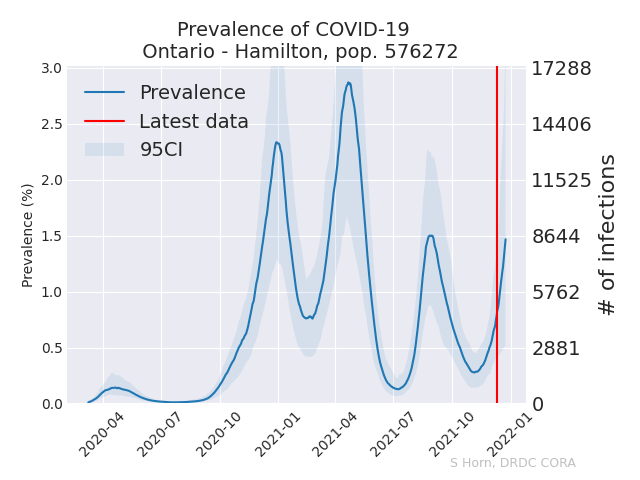 Prevalence of COVID-19
Ontario - Hamilton, pop. 576272
Prevalence
Latest data
95CI
Prevalence (%)
3.0
2.5
2.0
1.5
1.0
0.5
0.0
17288
14406
11525
8644
5762
2881
0
# of infections
2020-04
2020-07
2020-10
2021-01
2021-04
2021-07
2021-10
2022-01
S Horn, DRDC CORA